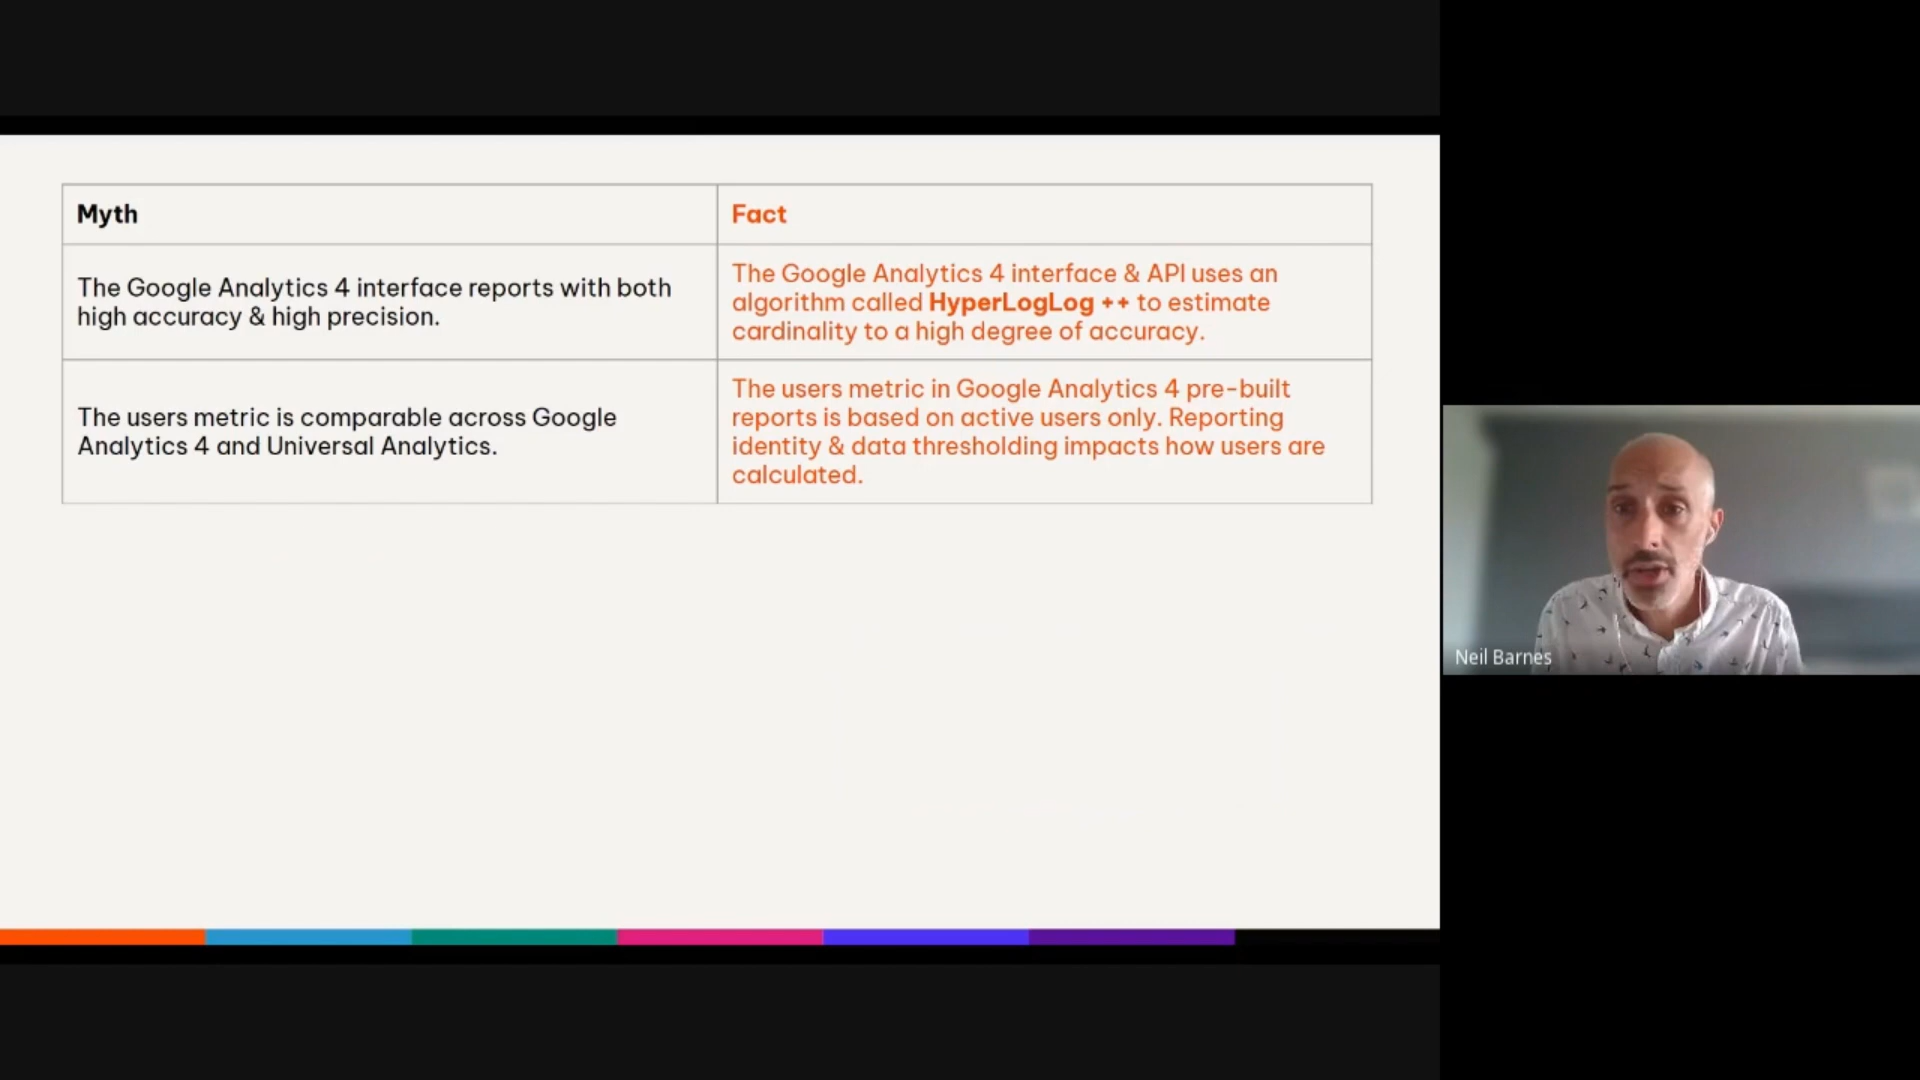 Myth
Fact
The Google Analytics 4 interface reports with both
high accuracy & high precision.
The Google Analytics 4 interface & API uses an
algorithm called HyperLogLog ++ to estimate
cardinality to a high degree of accuracy.
The users metric is comparable across Google
Analytics 4 and Universal Analytics.
The users metric in Google Analytics 4 pre-built
reports is based on active users only. Reporting
identity & data thresholding impacts how users are
calculated.
Neil Barnes